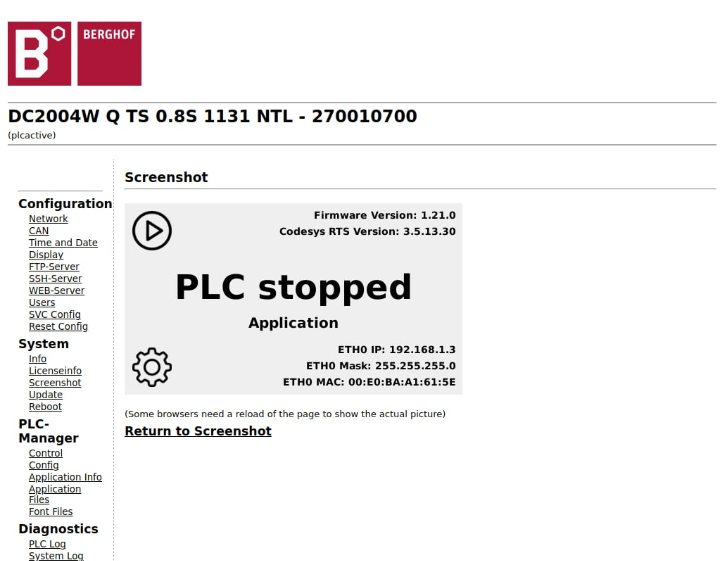 BERGHOF
DC2004W Q TS 0.8S 1131 NTL - 270010700
(plcactive)
Configuration
Network
CAN
Time and Date
Display
FTP-Server
SSH-Server
WEB-Server
Users
SVC Config
Reset Config
System
Info
Licenseinfo
Screenshot
Update
Reboot
PLC-
Manager
Control
Config
Application Info
Application
Files
Font Files
Diagnostics
PLC Log
System Log
Screenshot
Firmware Version: 1.21.0
Codesys RTS Version: 3.5.13.30
PLC stopped
Application
ETH0 IP: 192.168.1.3
ETH0 Mask: 255.255.255.0
ETH0 MAC: 00:E0:BA:A1:61:5E
(Some browsers need a reload of the page to show the actual picture)
Return to Screenshot